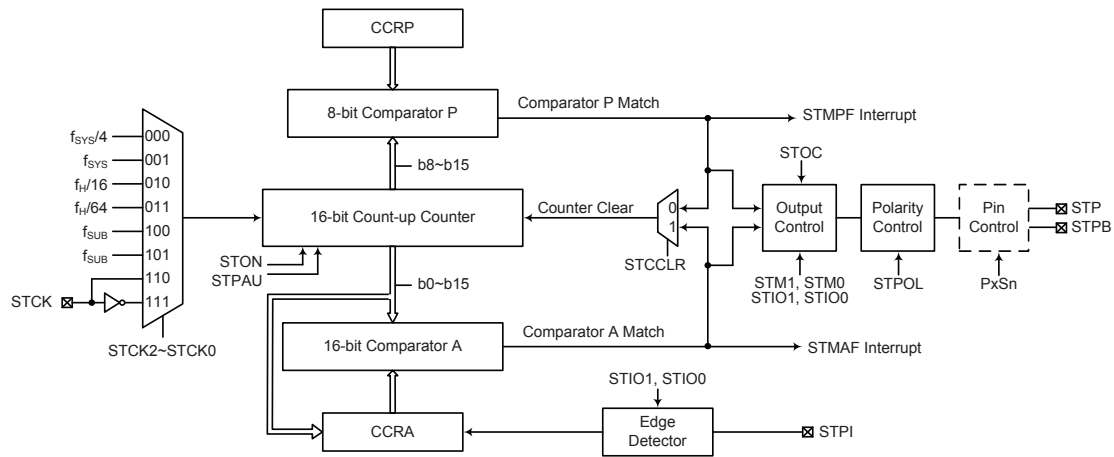 CCRP
8-bit Comparator P
Comparator P Match
STMPF Interrupt
b8~b15
fSYS/4
000
fSYS
001
fH/16
010
fH/64
011
fSUB
100
fSUB
101
110
111
STCK
STCK2~STCK0
16-bit Count-up Counter
STON
STPAU
Counter Clear
0
1
STCCLR
STOC
Output
Control
STM1, STM0
STIO1, STIO0
Polarity
Control
STPOL
Pin
Control
PxSn
STP
STPB
b0~b15
16-bit Comparator A
Comparator A Match
STMAF Interrupt
CCRA
STIO1, STIO0
Edge
Detector
STPI